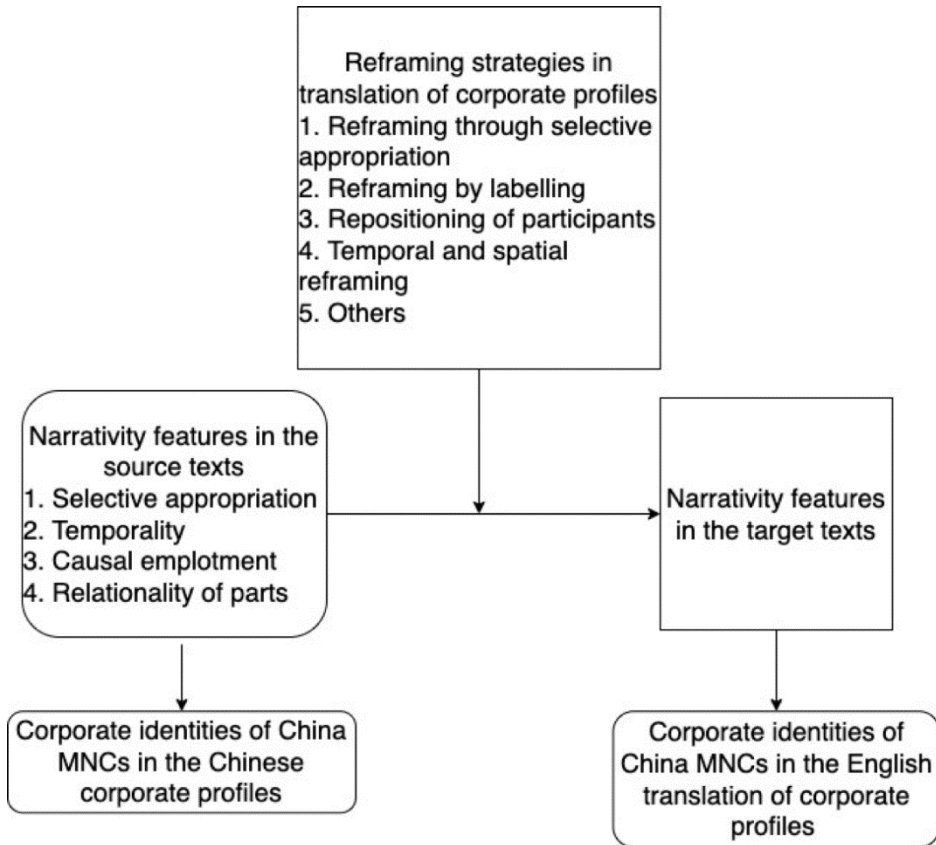 Reframing strategies in
translation of corporate profiles
1. Reframing through selective
appropriation
2. Reframing by labelling
3. Repositioning of participants
4. Temporal and spatial
reframing
5. Others
Narrativity features in the
source texts
1. Selective appropriation
2. Temporality
3. Causal emplotment
4. Relationality of parts
Narrativity features
in the target texts
Corporate identities of China
MNCs in the Chinese
corporate profiles
Corporate identities of
China MNCs in the English
translation of corporate
profiles